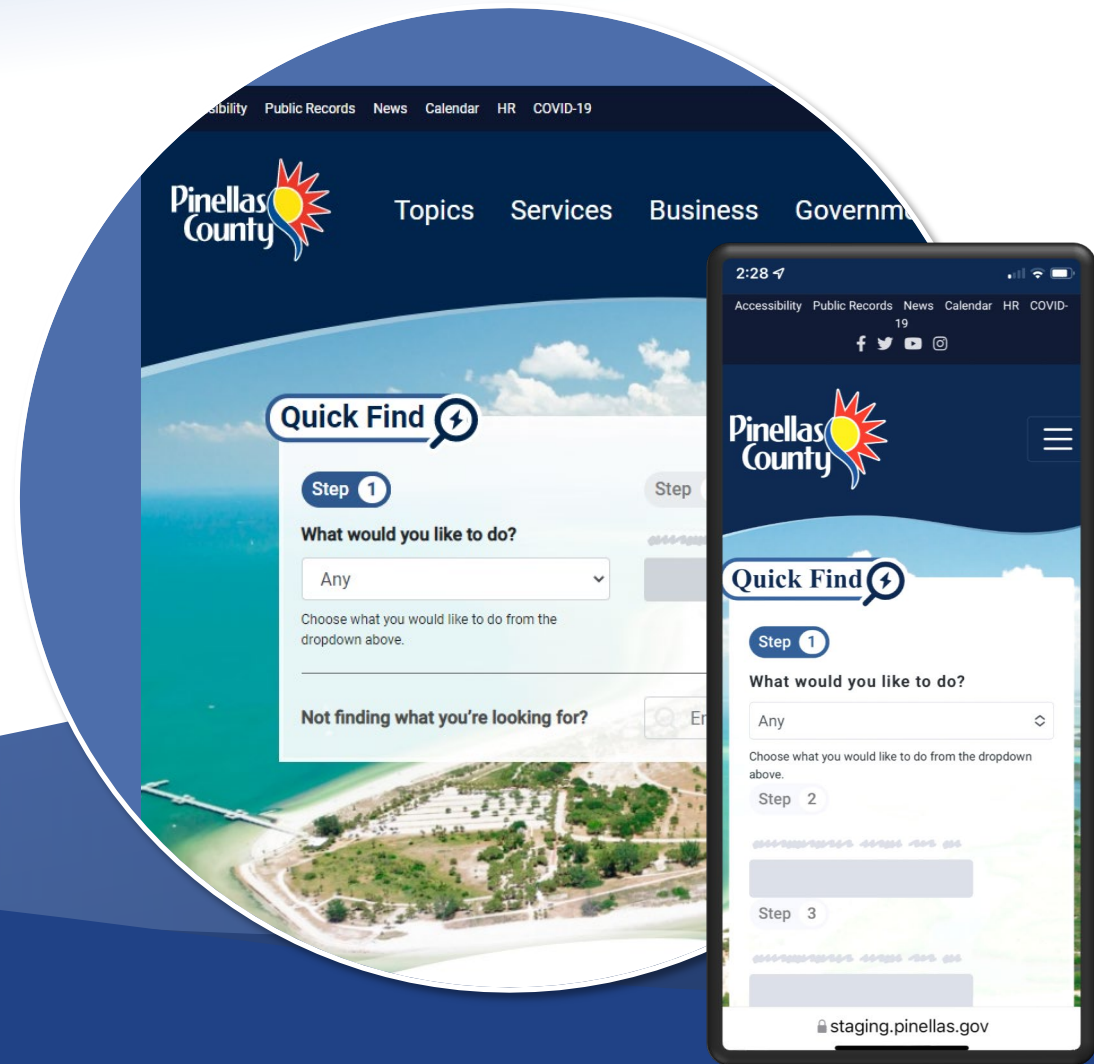 Public Records News Calendar HR COVID-19
Pinellas
County
Topics Services Business
Quick Find
Step 1
Step
What would you like to do?
Any
Choose what you would like to do from the
dropdown above.
Not finding what you're looking for?
2:28
Accessibility Public Records News Calendar HR COVID-
19
Pinellas
County
Quick Find
Step 1
What would you like to do?
Any
Choose what you would like to do from the dropdown
above.
Step 2
Step 3
staging.pinellas.gov